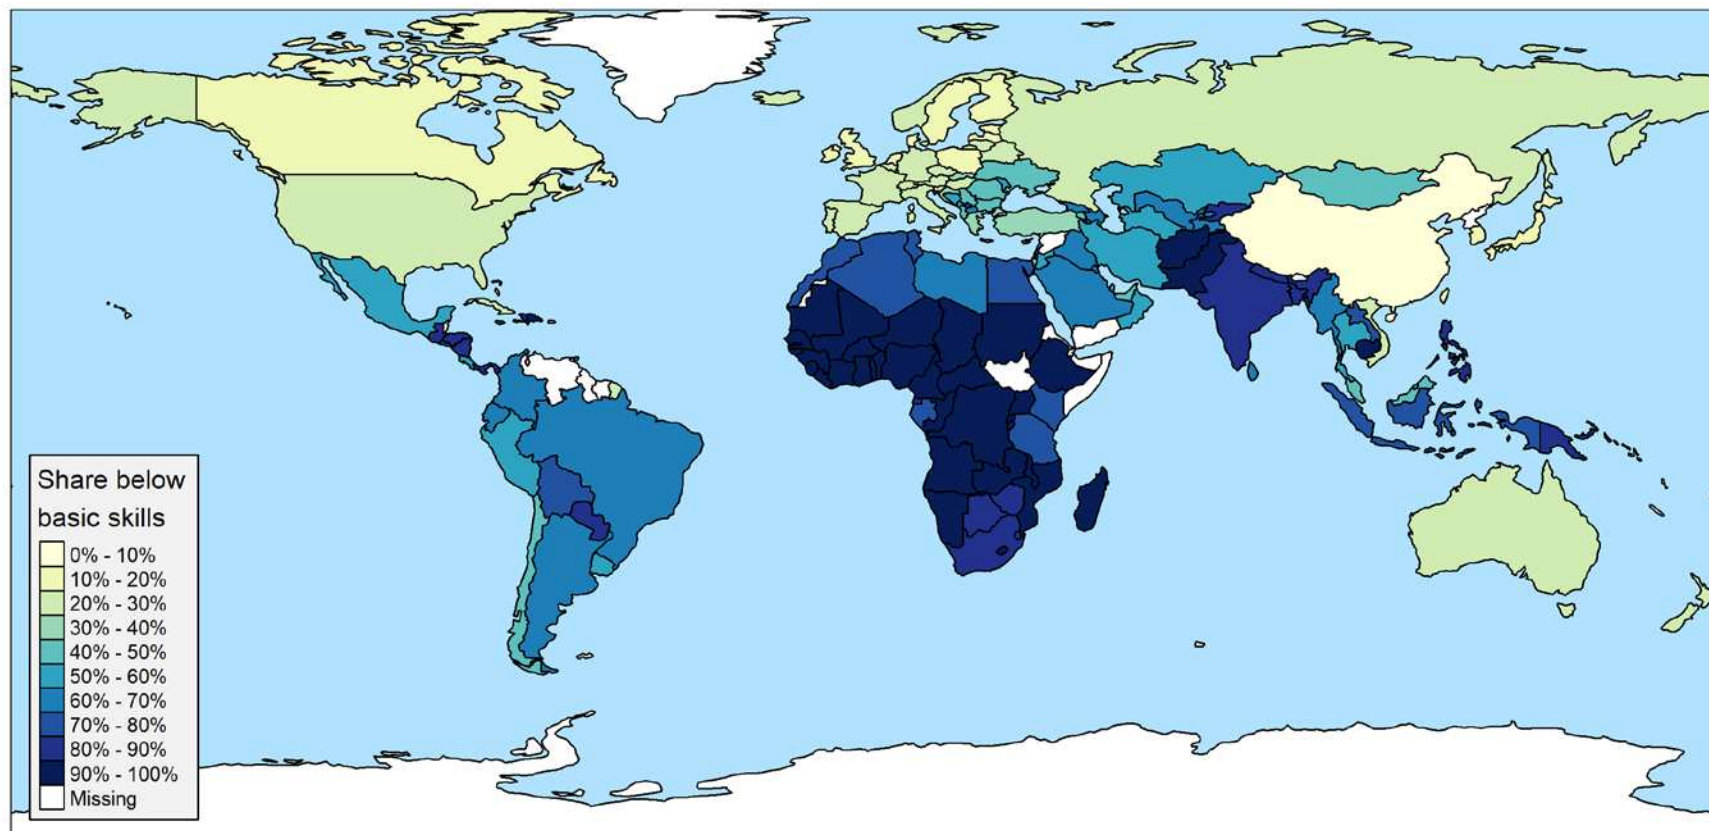 Share below
basic skills
0% - 10%
10% - 20%
20% - 30%
30% - 40%
40% - 50%
50% - 60%
60% - 70%
70% - 80%
80% - 90%
90% - 100%
Missing